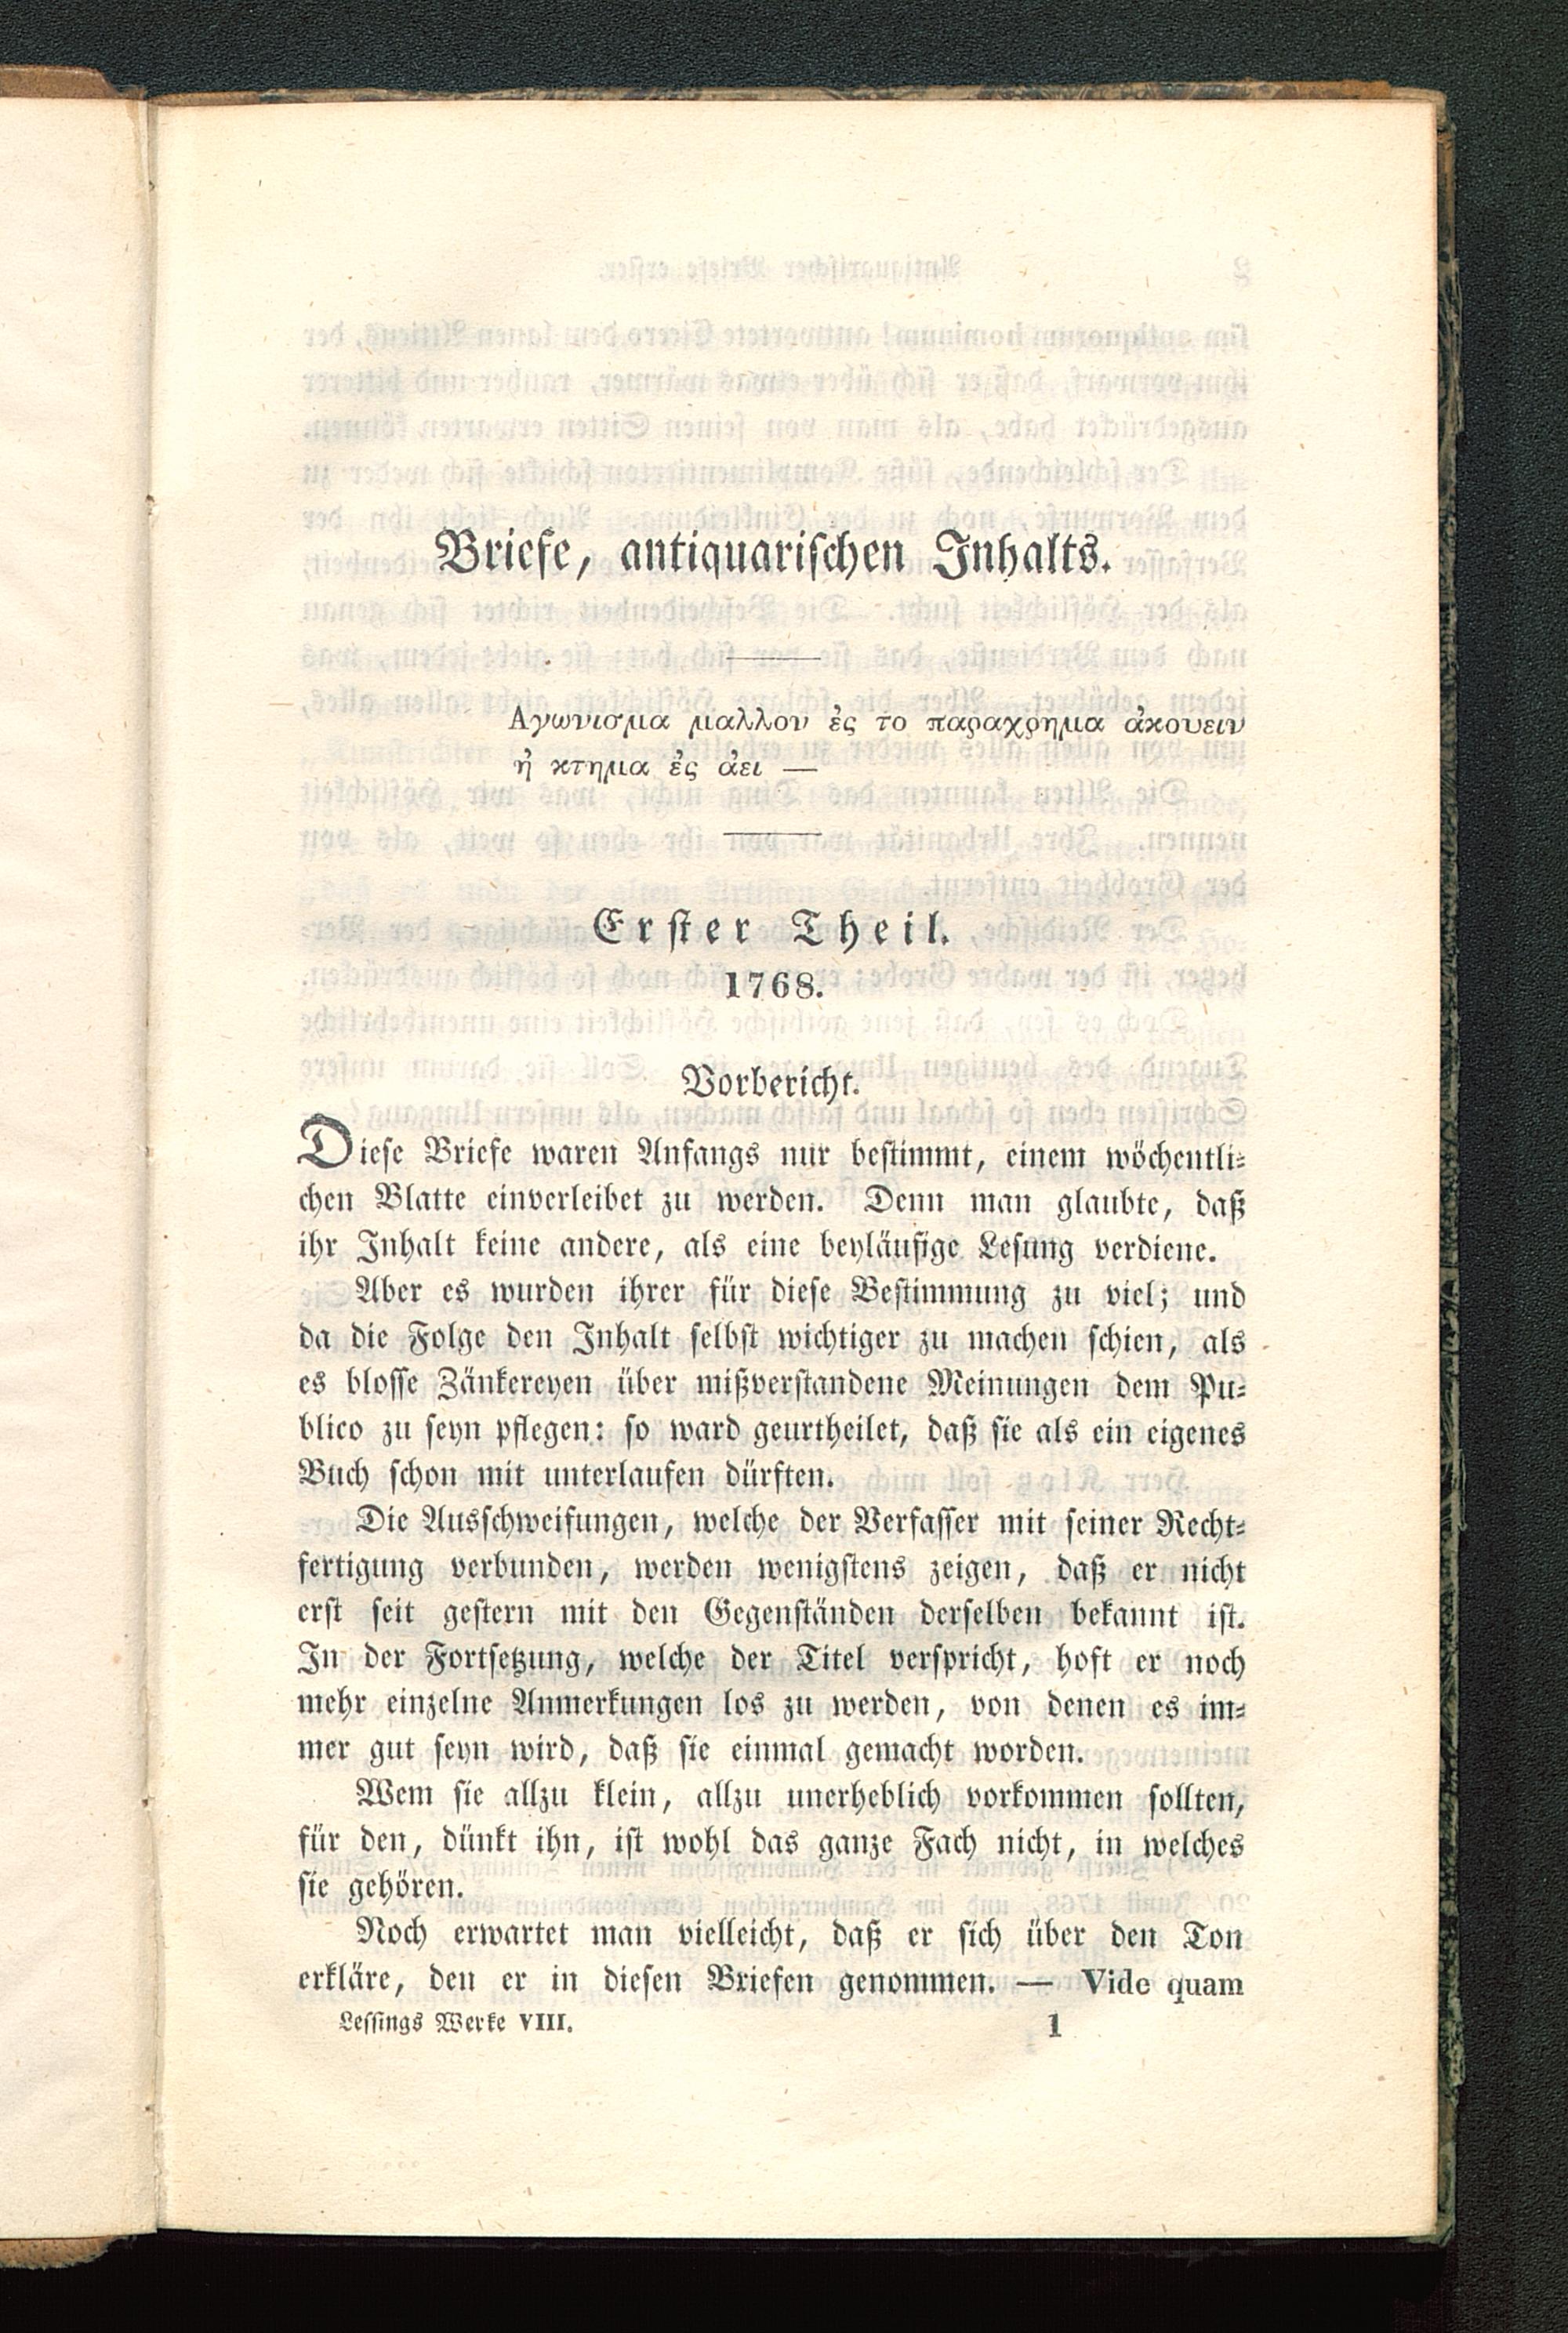 Briefe, antiquarischen Inhalts.
Αγωνισμα μαλλον ἐς το παραχρημα ἀκουειν
ἠ κτημα ἐς ἀει —
Erster Theil.
1768.
Vorbericht.
Diese Briefe waren Anfangs nur bestimmt, einem wöchentli-
chen Blatte einverleibet zu werden. Denn man glaubte, daß
ihr Inhalt keine andere, als eine beyläufige Lesung verdiene.
Aber es wurden ihrer für diese Bestimmung zu viel; und
da die Folge den Inhalt selbst wichtiger zu machen schien, als
es blosse Zänkereyen über mißverstandene Meinungen dem Pu-
blico zu seyn pflegen: so ward geurtheilet, daß sie als ein eigenes
Buch schon mit unterlaufen dürften.
Die Ausschweifungen, welche der Verfasser mit seiner Recht-
fertigung verbunden, werden wenigstens zeigen, daß er nicht
erst seit gestern mit den Gegenständen derselben bekannt ist.
In der Fortsetzung, welche der Titel verspricht, hoft er noch
mehr einzelne Anmerkungen los zu werden, von denen es im-
mer gut seyn wird, daß sie einmal gemacht worden.
Wem sie allzu klein, allzu unerheblich vorkommen sollten,
für den, dünkt ihn, ist wohl das ganze Fach nicht, in welches
sie gehören.
Noch erwartet man vielleicht, daß er sich über den Ton
erkläre, den er in diesen Briefen genommen. — Vide quam
Lessings Werke VIII. 1